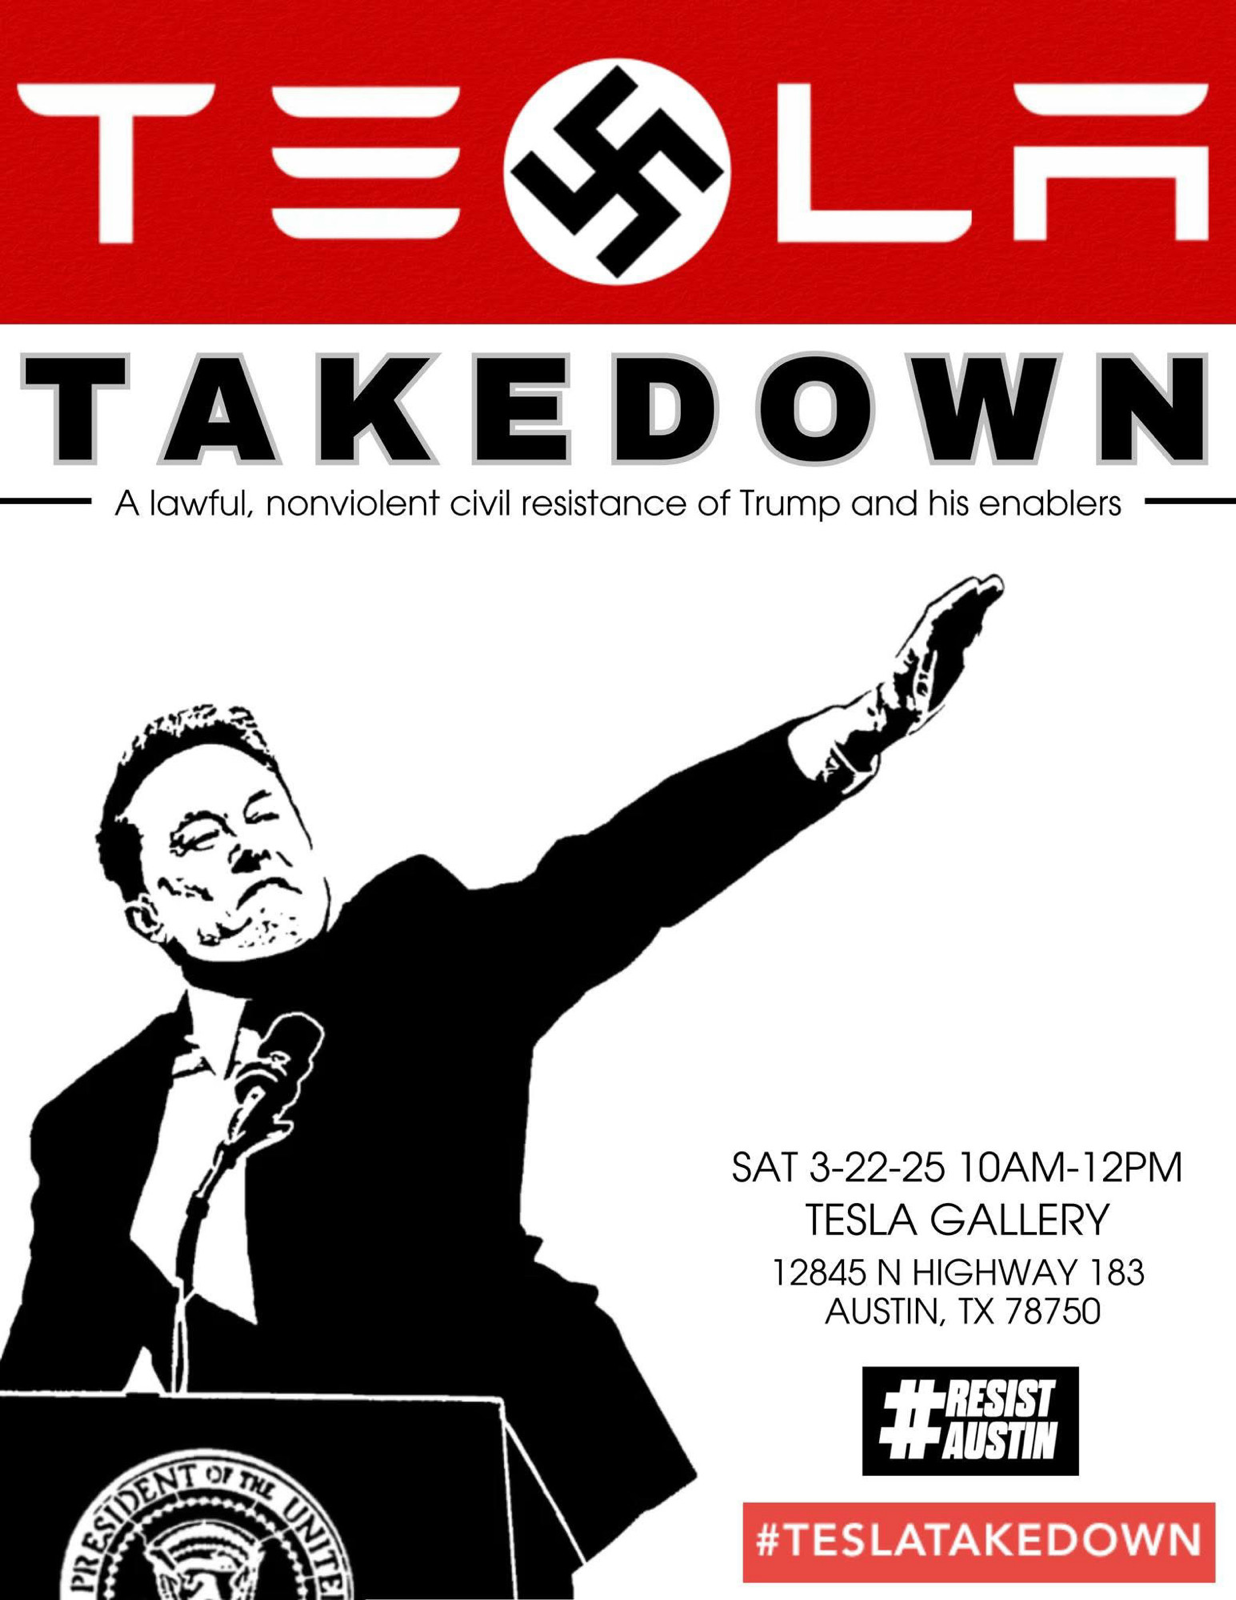 TESLA
TAKEDOWN
A lawful, nonviolent civil resistance of Trump and his enablers
SAT 3-22-25 10AM-12PM
TESLA GALLERY
12845 N HIGHWAY 183
AUSTIN, TX 78750
#RESIST
AUSTIN
#TESLATAKEDOWN
PRESIDENT OF THE UNITE